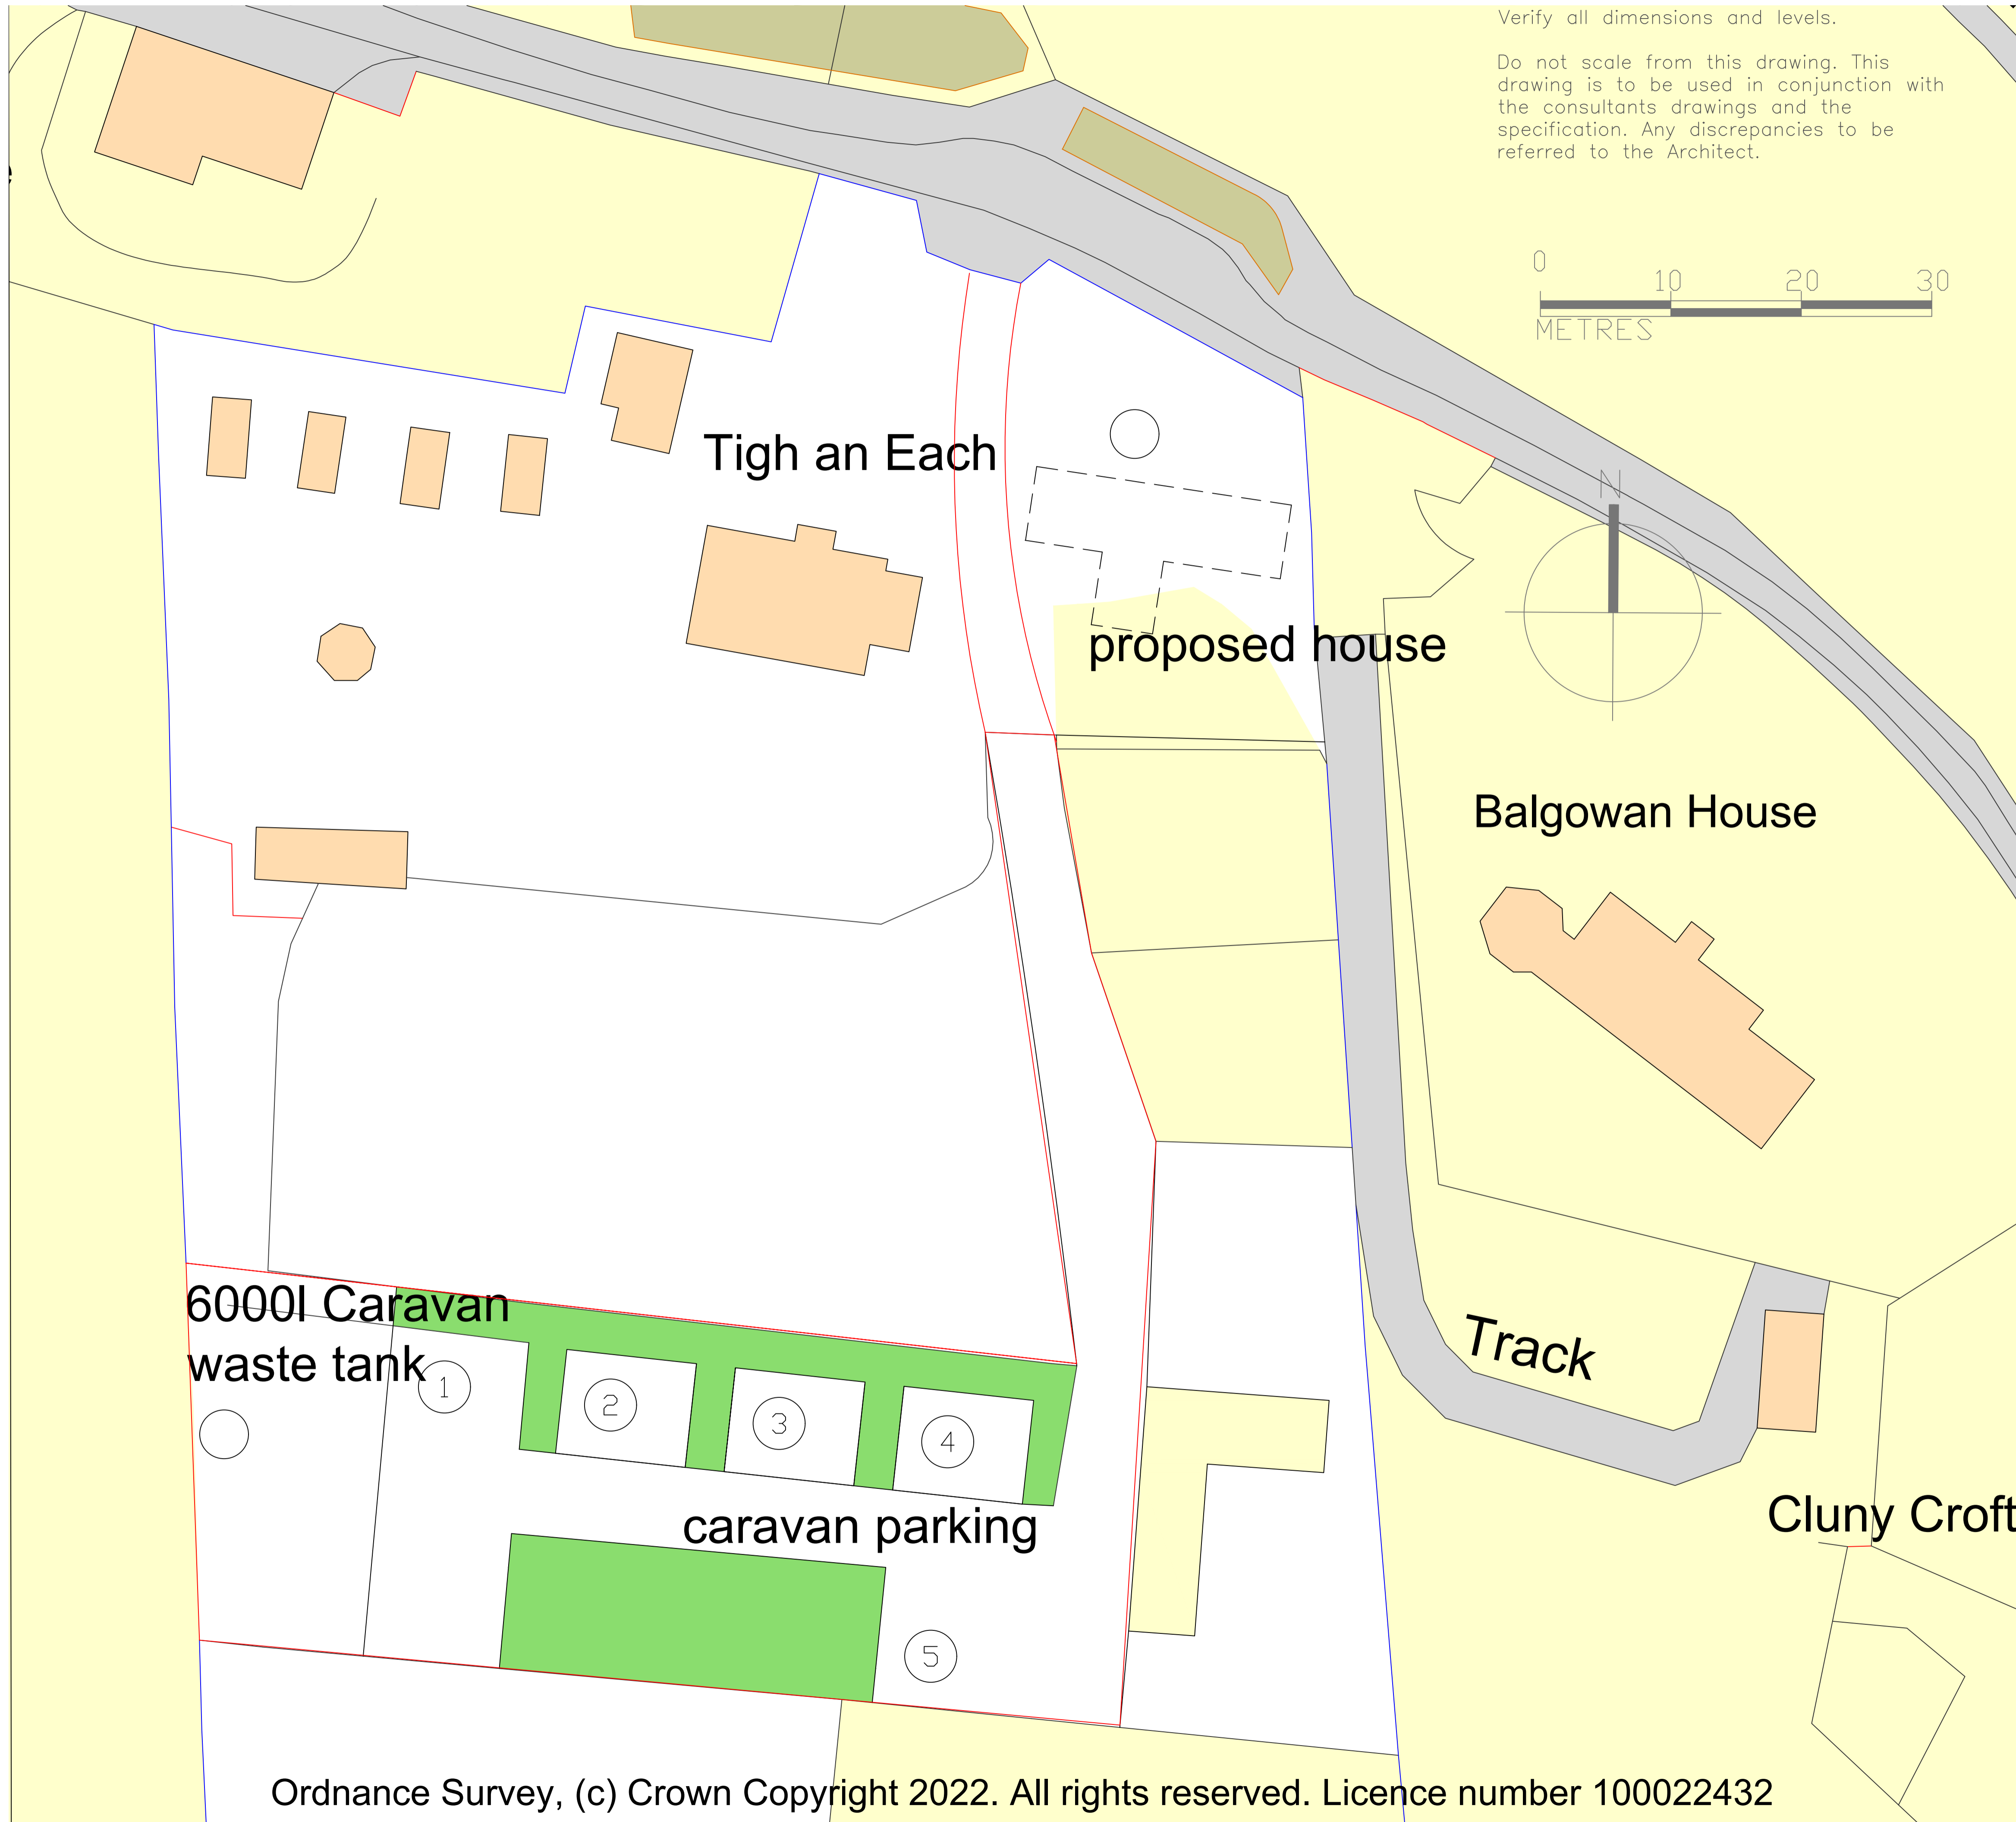 Verify all dimensions and levels.
Do not scale from this drawing. This
drawing is to be used in conjunction with
the consultants drawings and the
specification. Any discrepancies to be
referred to the Architect.
0
10 20 30
METRES
Tigh an Each
N
proposed house
Balgowan House
6000l Caravan
waste tank
1
2
3
4
Track
caravan parking
Cluny Croft
5
Ordnance Survey, (c) Crown Copyright 2022. All rights reserved. Licence number 100022432